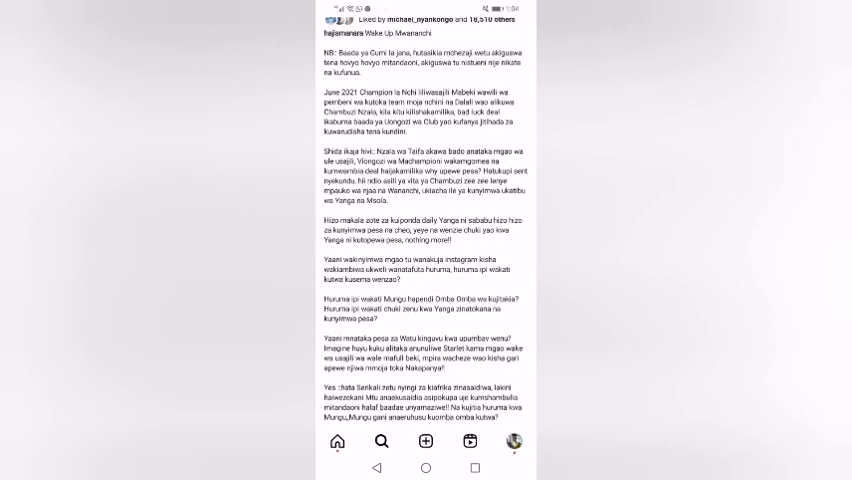 1:04
Liked by michael_nyankongo and 18,510 others
hajismanara Wake Up Mwananchi
NB:: Baada ya Gumi la jana, hutasikia mchezaji wetu akiguswa
tena hovyo hovyo mitandaoni, akiguswa tu nistueni nije nikate
na kufunua.
June 2021 Champion la Nchi liliwasajili Mabeki wawili wa
pembeni wa kutoka team moja nchini na Dalali wao alikuwa
Chambuzi Nzala, kila kitu kilishakamilika, bad luck deal
ikabuma baada ya Uongozi wa Club yao kufanya jitihada za
kuwarudisha tena kundini.
Shida ikaja hivi:: Nzala wa Taifa akawa bado anataka mgao wa
ule usajili, Viongozi wa Machampioni wakamgomea na
kumwambia deal haijakamilika why upewe pesa? Hatukupi sent
nyekundu, hii ndio asili ya vita ya Chambuzi zee zee lenye
mpauko wa njaa na Wananchi, ukiacha ile ya kunyimwa ukatibu
wa Yanga na Msola.
Hizo makala zote za kuiponda daily Yanga ni sababu hizo hizo
za kunyimwa pesa na cheo, yeye na wenzie chuki yao kwa
Yanga ni kutopewa pesa, nothing more!!
Yaani wakinyimwa mgao tu wanakuja instagram kisha
wakiambiwa ukweli wanatafuta huruma, huruma ipi wakati
kutwa kusema wenzao?
Huruma ipi wakati Mungu hapendi Omba Omba wa kujitakia?
Huruma ipi wakati chuki zenu kwa Yanga zinatokana na
kunyimwa pesa?
Yaani mnataka pesa za Watu kinguvu kwa upumbav wenu?
Imagine huyu kuku alitaka anunuliwe Starlet kama mgao wake
wa usajili wa wale mafull beki, mpira wacheze wao kisha gari
apewe njiwa mmoja toka Nakapanya!!
Yes ::hata Serikali zetu nyingi za kiafrika zinasaidiwa, lakini
haiwezekani Mtu anaekusaidia asipokupa uje kumshambulia
mitandaoni halaf baadae unyamaziwe!! Na kujitia huruma kwa
Mungu,,Mungu gani anaeruhusu kuomba omba kutwa?